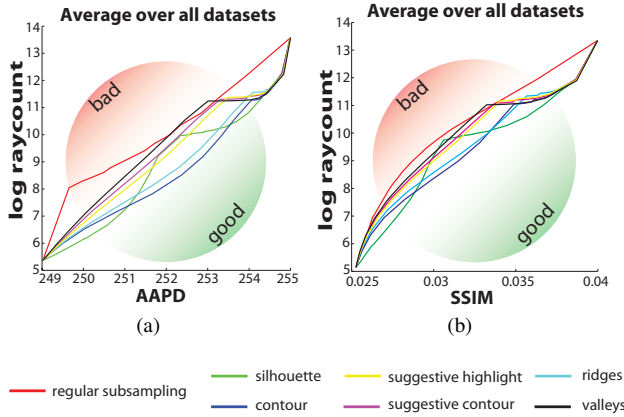 Average over all datasets
14
13
12
11
10
9
8
7
6
5
log raycount
bad
good
249 250 251 252 253 254 255
AAPD
(a)
Average over all datasets
14
13
12
11
10
9
8
7
6
5
log raycount
bad
good
0.025 0.03 0.035 0.04
SSIM
(b)
regular subsampling
silhouette
suggestive highlight
ridges
contour
suggestive contour
valleys